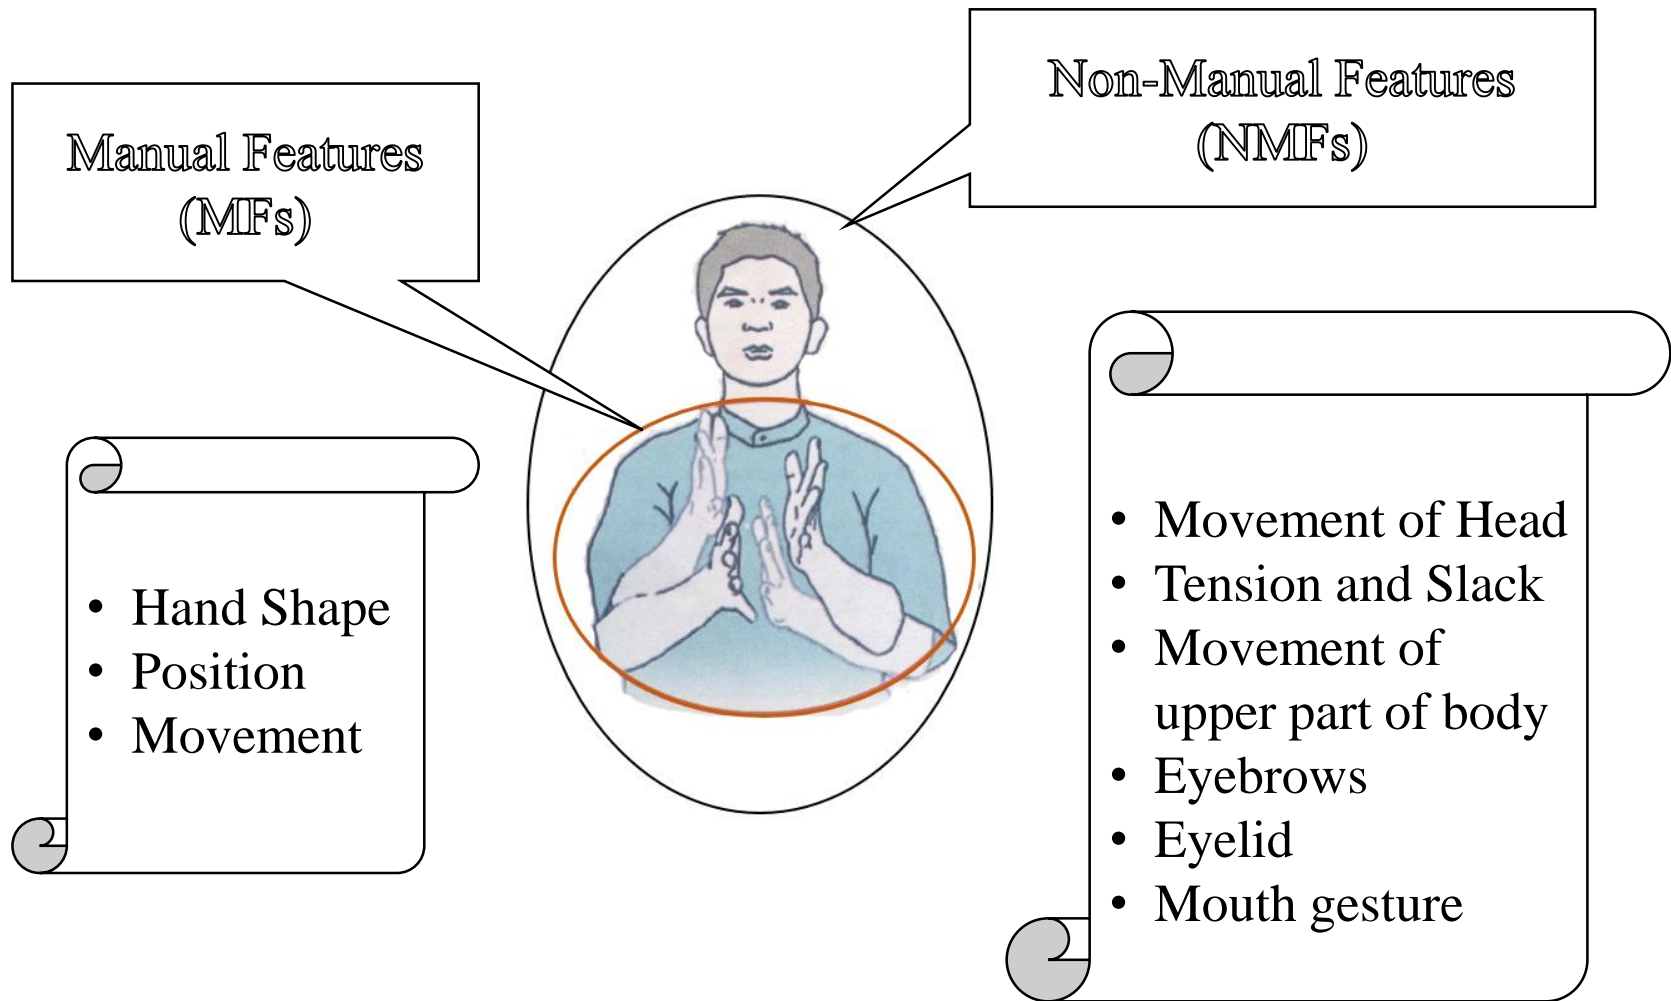 Manual Features
(MFs)
Non-Manual Features
(NMFs)
• Hand Shape
• Position
• Movement
• Movement of Head
• Tension and Slack
• Movement of
upper part of body
• Eyebrows
• Eyelid
• Mouth gesture